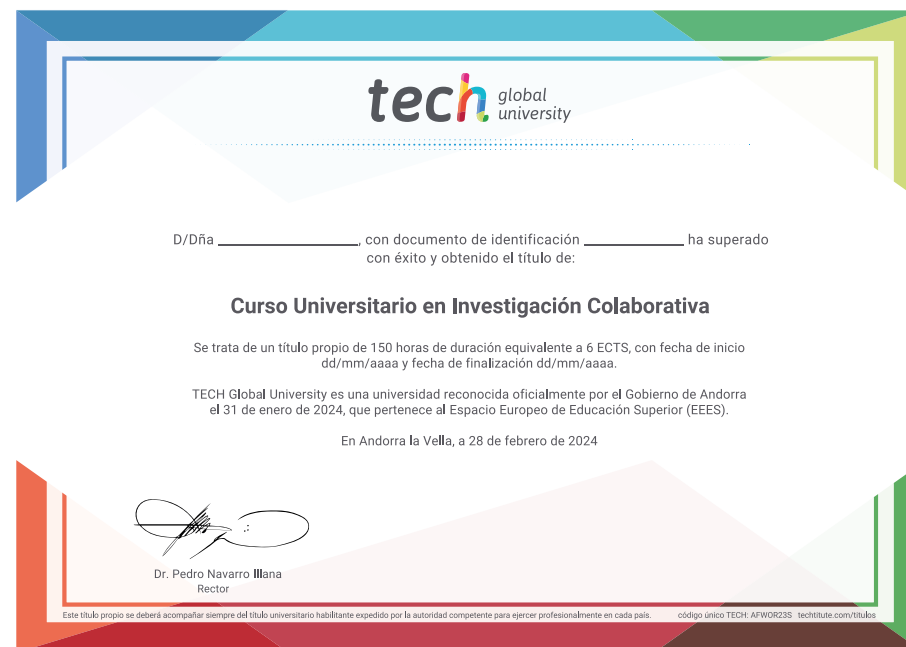 tech global university
D/Dña ____________________, con documento de identificación ______________ ha superado
con éxito y obtenido el título de:
Curso Universitario en Investigación Colaborativa
Se trata de un título propio de 150 horas de duración equivalente a 6 ECTS, con fecha de inicio
dd/mm/aaaa y fecha de finalización dd/mm/aaaa.
TECH Global University es una universidad reconocida oficialmente por el Gobierno de Andorra
el 31 de enero de 2024, que pertenece al Espacio Europeo de Educación Superior (EEES).
En Andorra la Vella, a 28 de febrero de 2024
Dr. Pedro Navarro Illana
Rector
Este título propio se deberá acompañar siempre del título universitario habilitante expedido por la autoridad competente para ejercer profesionalmente en cada país. código único TECH: AFWOR23S techtitute.com/titulos